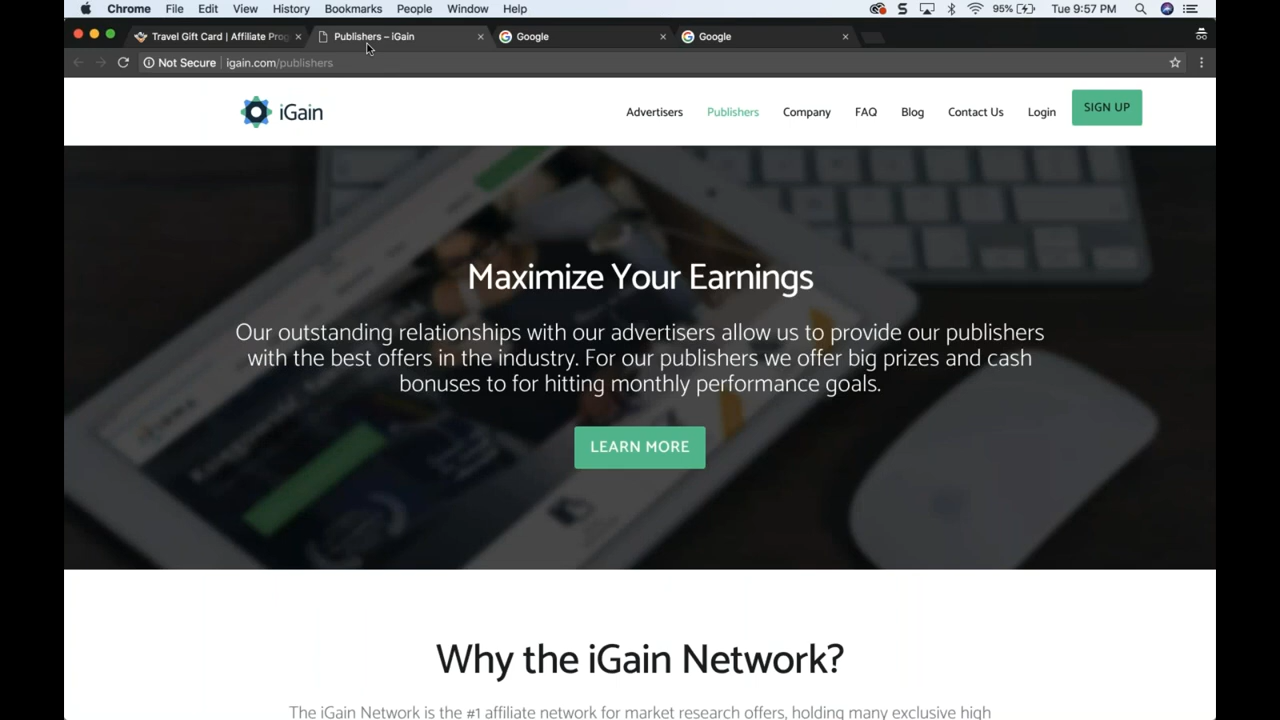 Chrome File Edit View History Bookmarks People Window Help 95% Tue 9:57 PM
Travel Gift Card | Affiliate Prog Publishers – iGain Google Google
Not Secure igain.com/publishers
iGain Advertisers Publishers Company FAQ Blog Contact Us Login SIGN UP
Maximize Your Earnings
Our outstanding relationships with our advertisers allow us to provide our publishers
with the best offers in the industry. For our publishers we offer big prizes and cash
bonuses to for hitting monthly performance goals.
LEARN MORE
Why the iGain Network?
The iGain Network is the #1 affiliate network for market research offers, holding many exclusive high